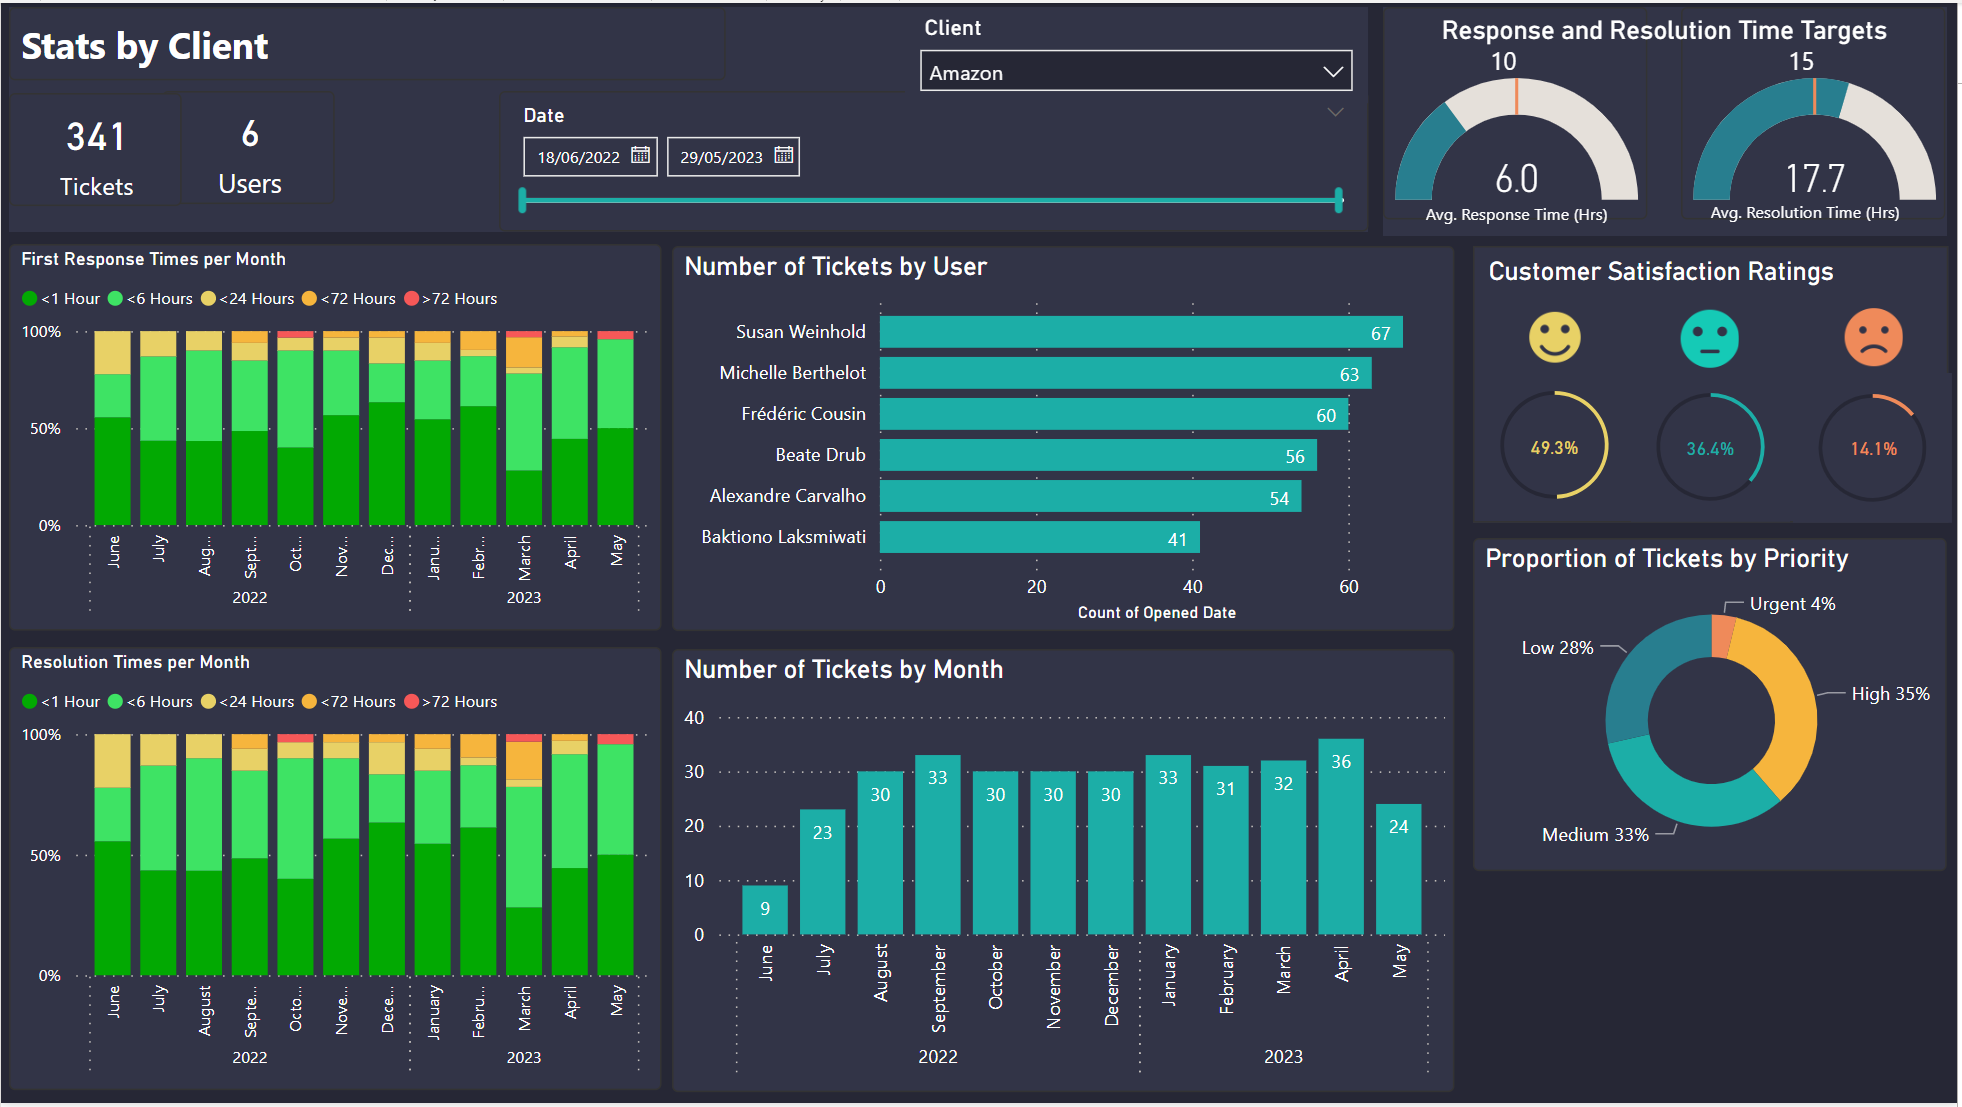 Stats by Client
341
Tickets
6
Users
Client
Amazon
Date
18/06/2022
29/05/2023
Response and Resolution Time Targets
10
6.0
Avg. Response Time (Hrs)
15
17.7
Avg. Resolution Time (Hrs)
First Response Times per Month
<1 Hour <6 Hours <24 Hours <72 Hours >72 Hours
100%
50%
0%
June July Aug... Sept... Oct... Nov... Dec... Janu... Febr... March April May
2022 2023
Number of Tickets by User
Susan Weinhold 67
Michelle Berthelot 63
Frédéric Cousin 60
Beate Drub 56
Alexandre Carvalho 54
Baktiono Laksmiwati 41
0 20 40 60
Count of Opened Date
Customer Satisfaction Ratings
49.3% 36.4% 14.1%
Resolution Times per Month
<1 Hour <6 Hours <24 Hours <72 Hours >72 Hours
100%
50%
0%
June July August Septe... Octo... Nove... Dece... January Febru... March April May
2022 2023
Number of Tickets by Month
40
30
20
10
0
9 23 30 33 30 30 30 33 31 32 36 24
June July August September October November December January February March April May
2022 2023
Proportion of Tickets by Priority
Urgent 4%
Low 28%
High 35%
Medium 33%